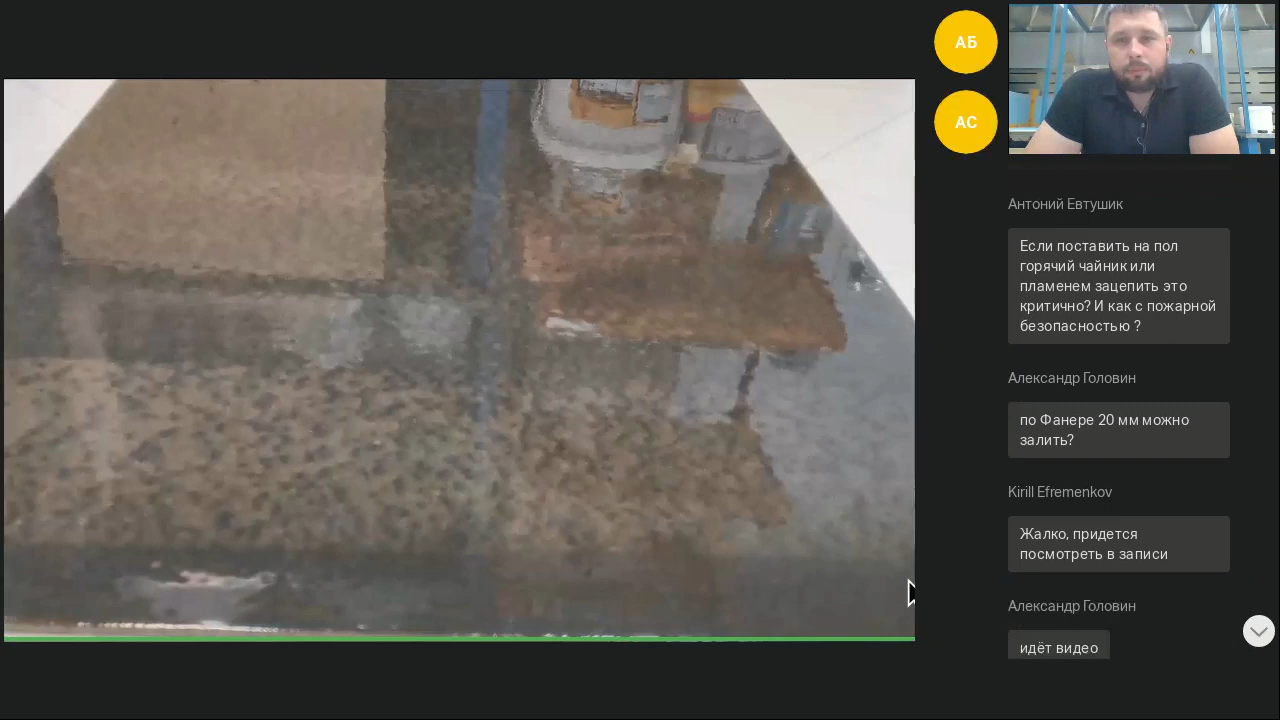 АБ
АС
Антоний Евтушик
Если поставить на пол
горячий чайник или
пламенем зацепить это
критично? И как с пожарной
безопасностью ?
Александр Головин
по Фанере 20 мм можно
залить?
Kirill Efremenkov
Жалко, придется
посмотреть в записи
Александр Головин
идёт видео